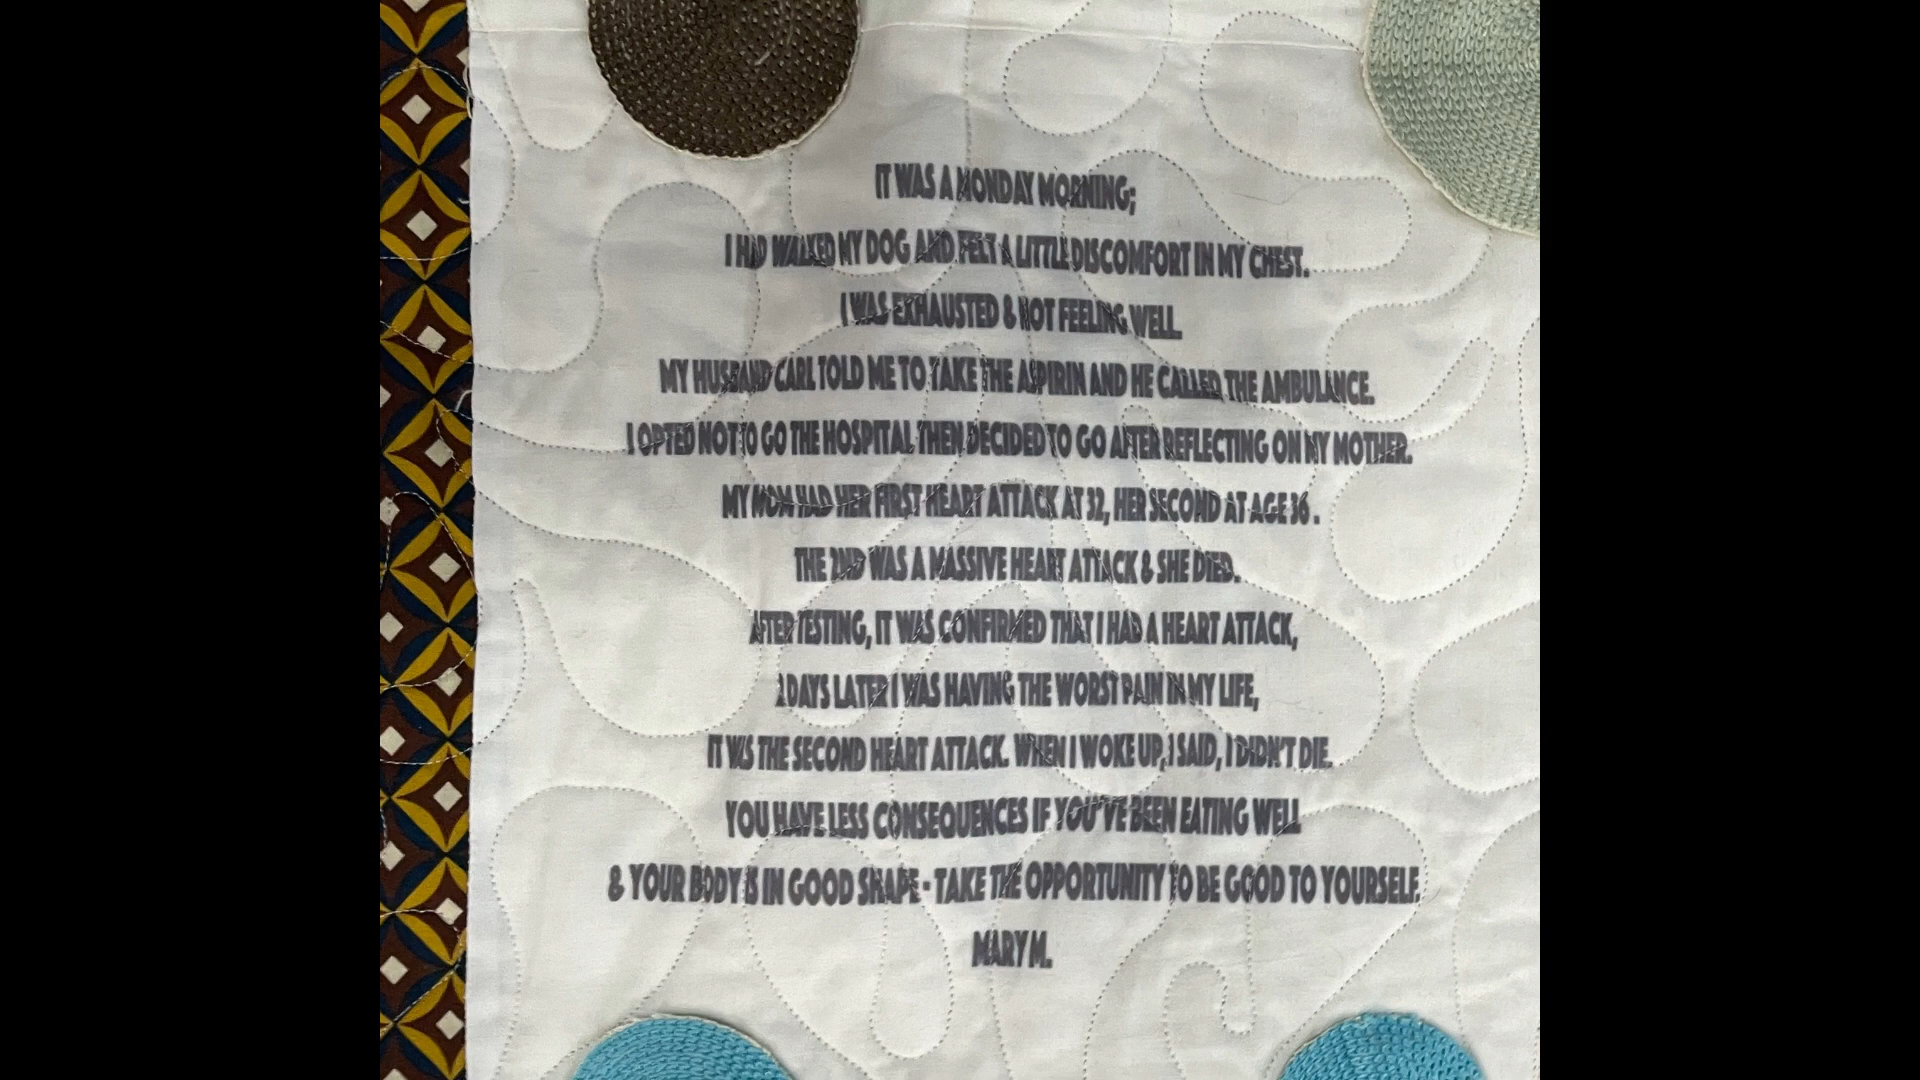 IT WAS A MONDAY MORNING;
I HAD WALKED MY DOG AND FELT A LITTLE DISCOMFORT IN MY CHEST.
I WAS EXHAUSTED & NOT FEELING WELL.
MY HUSBAND CARL TOLD ME TO TAKE THE ASPIRIN AND HE CALLED THE AMBULANCE.
I OPTED NOT TO GO THE HOSPITAL THEN DECIDED TO GO AFTER REFLECTING ON MY MOTHER.
MY MOM HAD HER FIRST HEART ATTACK AT 32, HER SECOND AT AGE 36 .
THE 2ND WAS A MASSIVE HEART ATTACK & SHE DIED.
AFTER TESTING, IT WAS CONFIRMED THAT I HAD A HEART ATTACK,
2 DAYS LATER I WAS HAVING THE WORST PAIN IN MY LIFE,
IT WAS THE SECOND HEART ATTACK. WHEN I WOKE UP, I SAID, I DIDN'T DIE.
YOU HAVE LESS CONSEQUENCES IF YOU'VE BEEN EATING WELL
& YOUR BODY IS IN GOOD SHAPE - TAKE THE OPPORTUNITY TO BE GOOD TO YOURSELF.
MARY M.